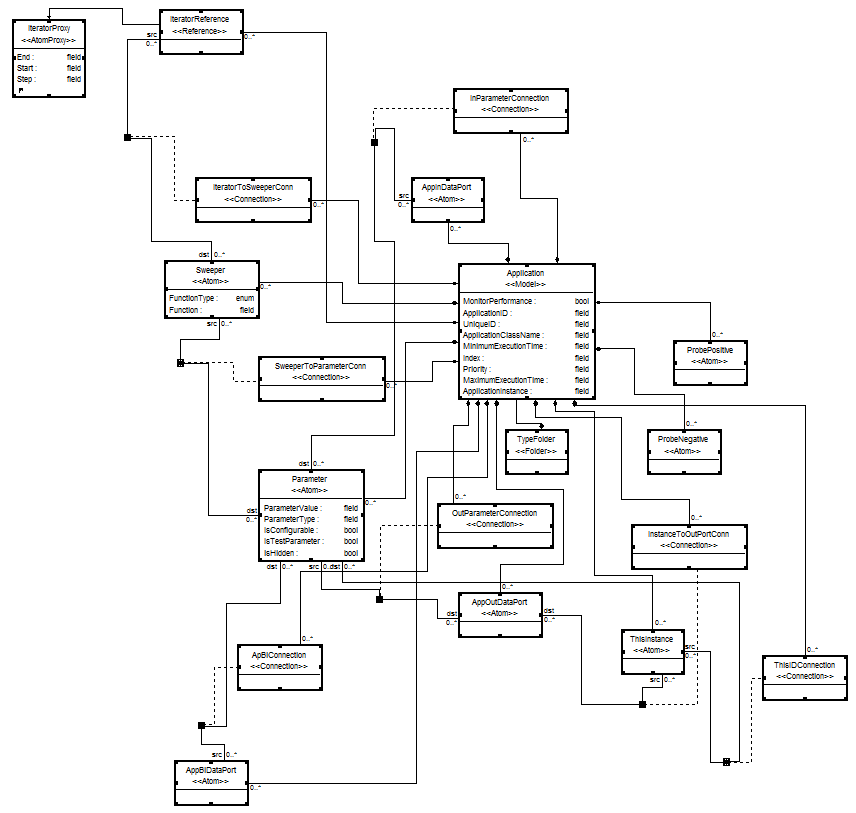 IteratorProxy
<<AtomProxy>>
End : field
Start : field
Step : field
IteratorReference
<<Reference>>
src
0..*
0..*
InParameterConnection
<<Connection>>
0..*
IteratorToSweeperConn
<<Connection>>
0..*
AppInDataPort
<<Atom>>
src
0..*
0..*
dst 0..*
Sweeper
<<Atom>>
FunctionType : enum
Function : field
0..*
src 0..*
Application
<<Model>>
MonitorPerformance : bool
ApplicationID : field
UniqueID : field
ApplicationClassName : field
MinimumExecutionTime : field
Index : field
Priority : field
MaximumExecutionTime : field
ApplicationInstance : field
0..*
ProbePositive
<<Atom>>
SweeperToParameterConn
<<Connection>>
0..*
0..*
ProbeNegative
<<Atom>>
TypeFolder
<<Folder>>
dst 0..*
Parameter
<<Atom>>
ParameterValue : field
ParameterType : field
IsConfigurable : bool
IsTestParameter : bool
IsHidden : bool
dst
0..*
0..*
dst 0..*
src 0..*
dst 0..*
0..*
OutParameterConnection
<<Connection>>
0..*
InstanceToOutPortConn
<<Connection>>
0..*
AppOutDataPort
<<Atom>>
dst
0..*
dst
0..*
0..*
ThisInstance
<<Atom>>
src
0..*
src 0..*
0..*
ThisIDConnection
<<Connection>>
0..*
ApBIConnection
<<Connection>>
src 0..*
AppBIDataPort
<<Atom>>
0..*